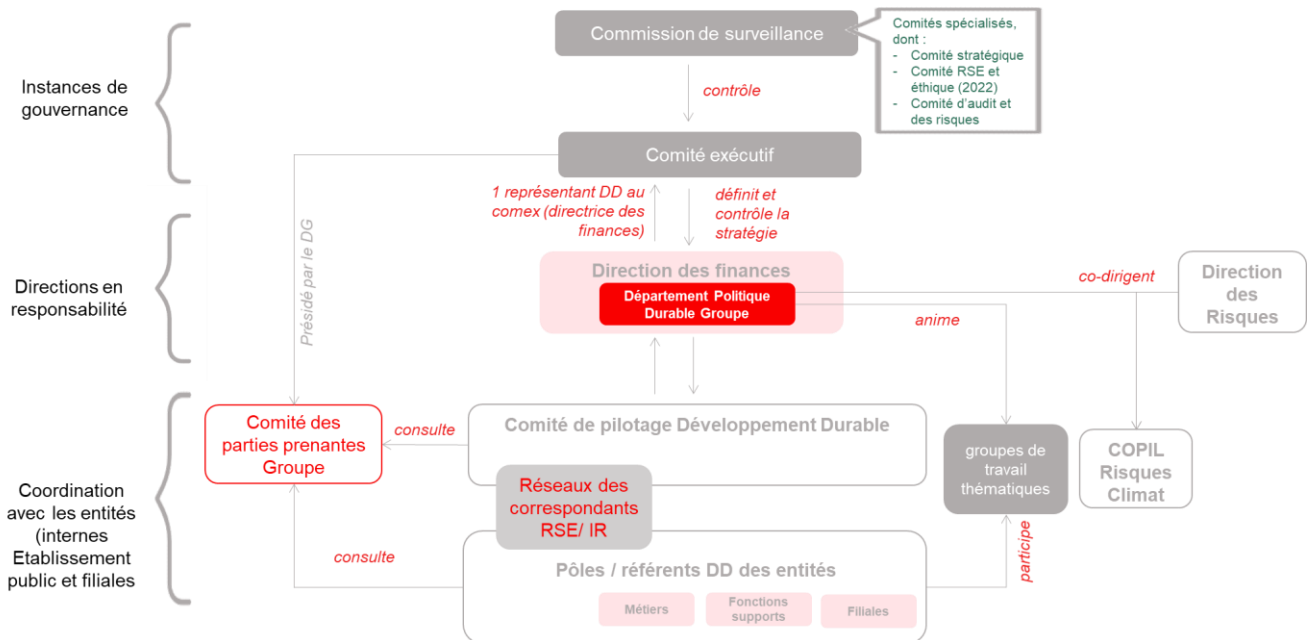 Commission de surveillance
Comités spécialisés,
dont :
- Comité stratégique
- Comité RSE et
éthique (2022)
- Comité d'audit et
des risques
Instances de
gouvernance
contrôle
Comité exécutif
1 représentant DD au
comex (directrice des
finances)
définit et
contrôle la
stratégie
Présidé par le DG
Directions en
responsabilité
Direction des finances
Département Politique
Durable Groupe
co-dirigent
Direction
des
Risques
anime
Comité des
parties prenantes
Groupe
consulte
Comité de pilotage Développement Durable
groupes de
travail
thématiques
COPIL
Risques
Climat
Coordination
avec les entités
(internes
Etablissement
public et filiales
Réseaux des
correspondants
RSE/ IR
consulte
Pôles / référents DD des entités
participe
Métiers
Fonctions
supports
Filiales